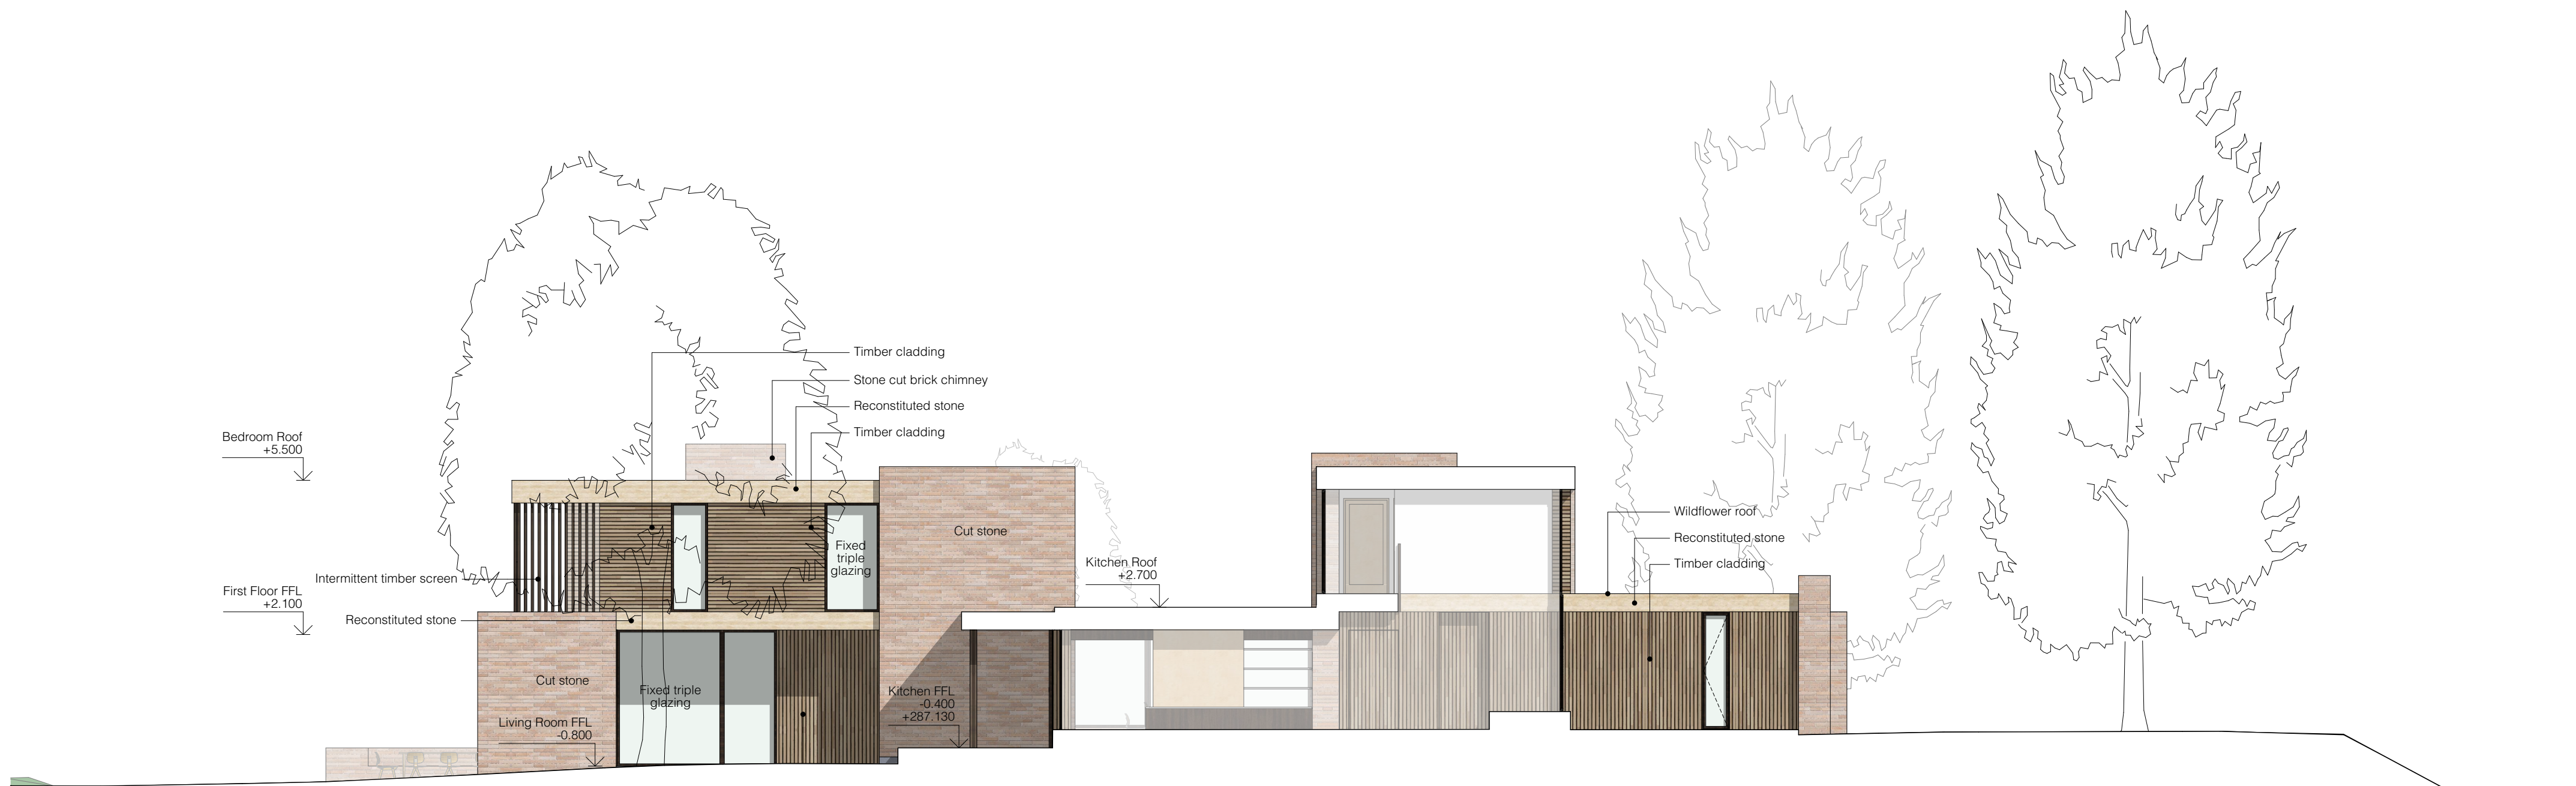 Timber cladding
Stone cut brick chimney
Reconstituted stone
Timber cladding
Bedroom Roof
+5.500
Cut stone
Fixed
triple
glazing
Intermittent timber screen
First Floor FFL
+2.100
Reconstituted stone
Kitchen Roof
+2.700
Wildflower roof
Reconstituted stone
Timber cladding
Cut stone
Fixed triple
glazing
Living Room FFL
-0.800
Kitchen FFL
-0.400
+287.130